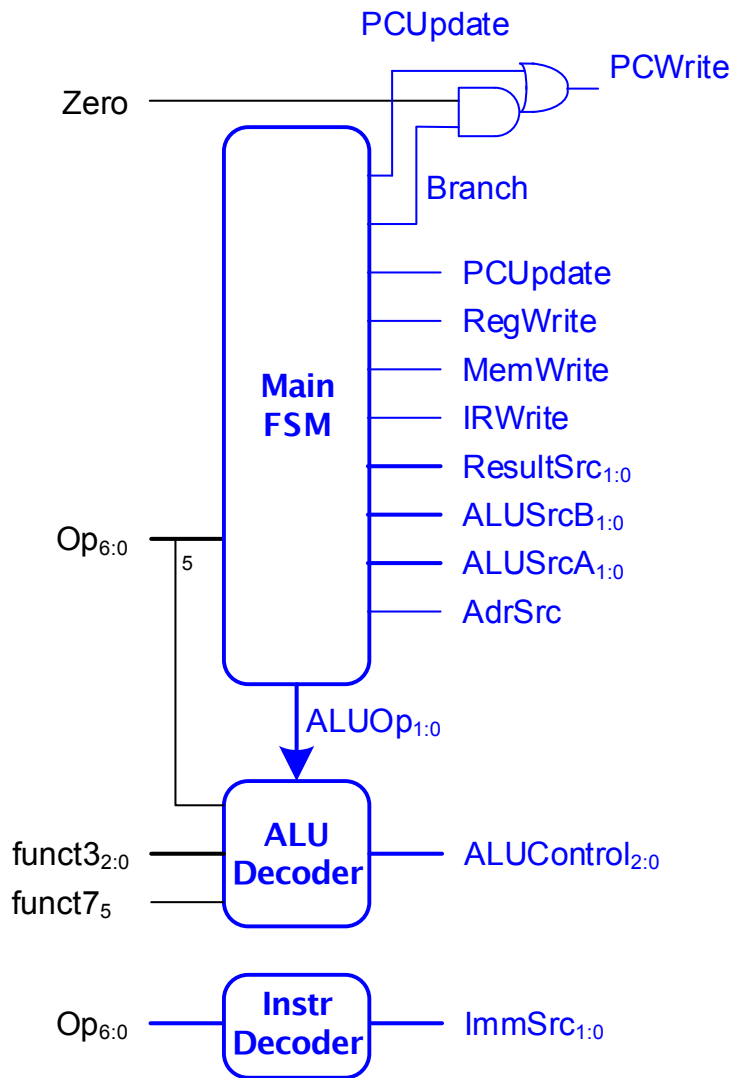 PCUpdate
PCWrite
Zero
Branch
PCUpdate
RegWrite
MemWrite
Main
FSM
IRWrite
ResultSrc1:0
ALUSrcB1:0
Op6:0
5
ALUSrcA1:0
AdrSrc
ALUOp1:0
ALU
Decoder
funct32:0
ALUControl2:0
funct75
Instr
Decoder
Op6:0
ImmSrc1:0